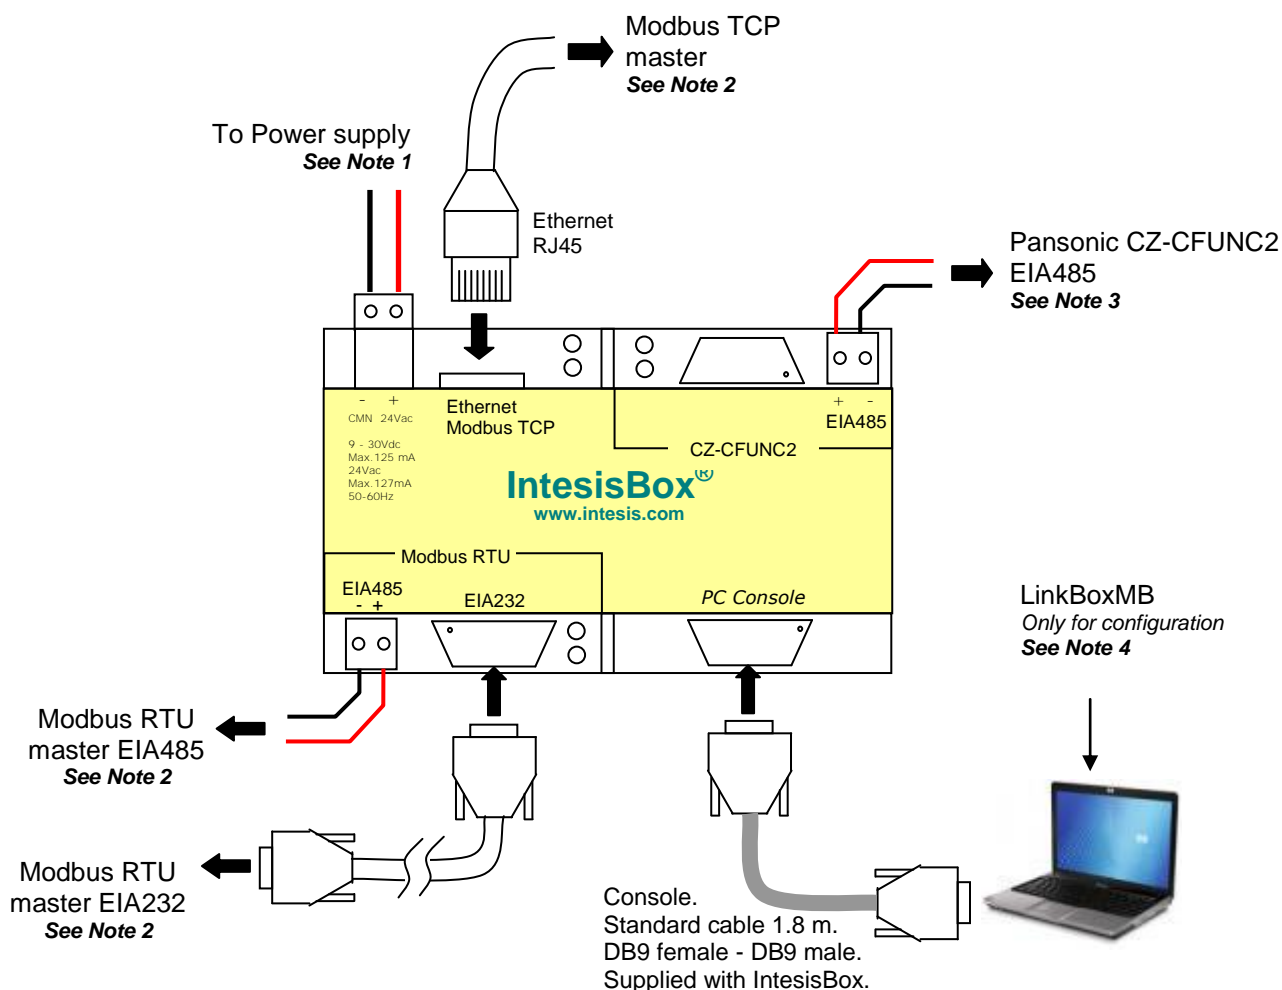 Modbus TCP
master
See Note 2
To Power supply
See Note 1
Ethernet
RJ45
Pansonic CZ-CFUNC2
EIA485
See Note 3
- +
CMN 24Vac
9 - 30Vdc
Max.125 mA
24Vac
Max.127mA
50-60Hz
Ethernet
Modbus TCP
+ -
EIA485
CZ-CFUNC2
IntesisBox®
www.intesis.com
Modbus RTU
EIA485
- +
EIA232
PC Console
LinkBoxMB
Only for configuration
See Note 4
Modbus RTU
master EIA485
See Note 2
Modbus RTU
master EIA232
See Note 2
Console.
Standard cable 1.8 m.
DB9 female - DB9 male.
Supplied with IntesisBox.